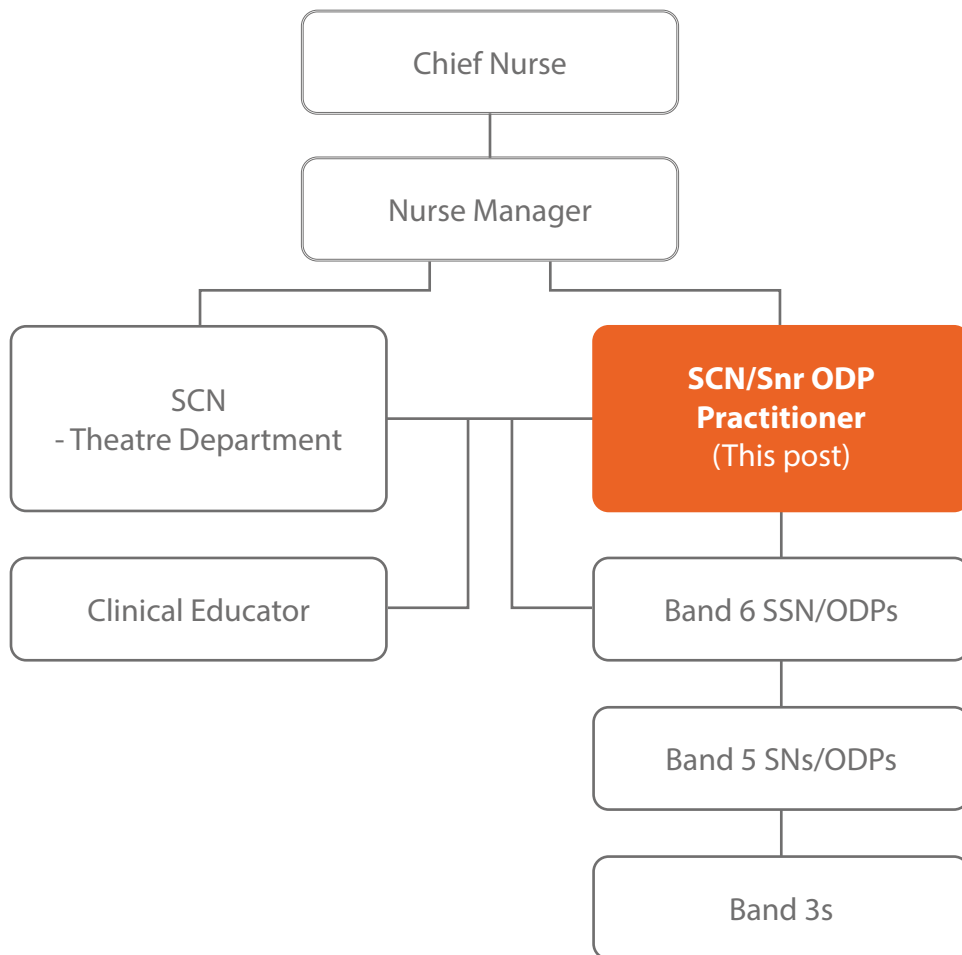 Chief Nurse
Nurse Manager
SCN
- Theatre Department
SCN/Snr ODP
Practitioner
(This post)
Clinical Educator
Band 6 SSN/ODPs
Band 5 SNs/ODPs
Band 3s